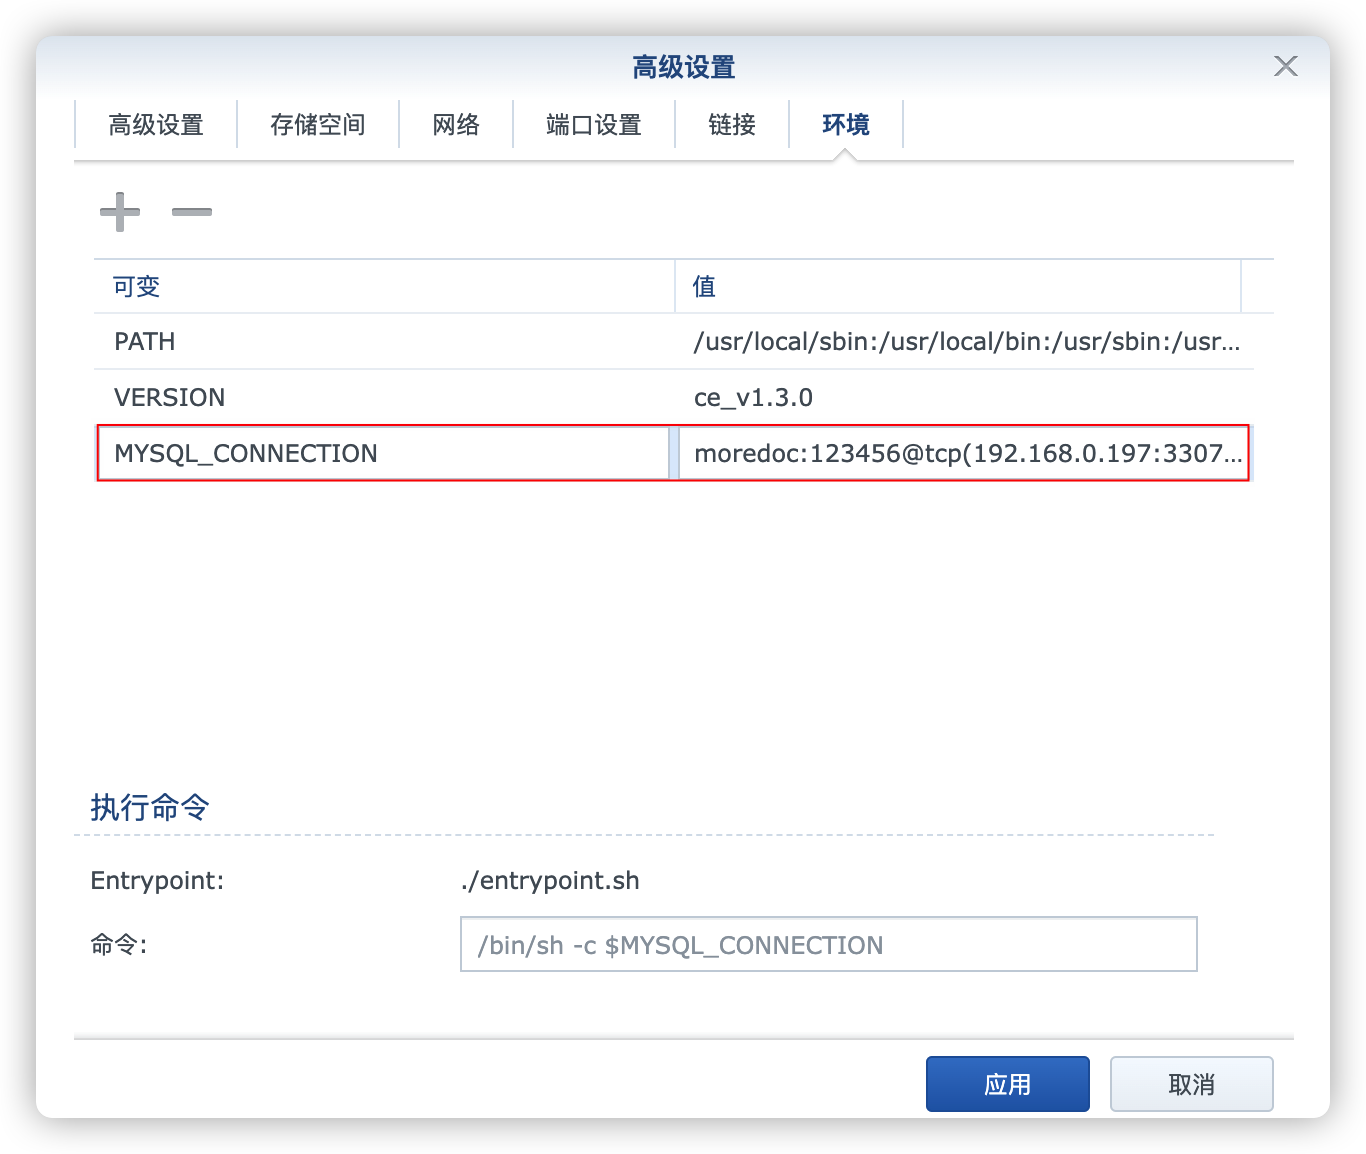 高级设置
高级设置 存储空间 网络 端口设置 链接 环境
可变 值
PATH /usr/local/sbin:/usr/local/bin:/usr/sbin:/usr...
VERSION ce_v1.3.0
MYSQL_CONNECTION moredoc:123456@tcp(192.168.0.197:3307...
执行命令
Entrypoint: ./entrypoint.sh
命令: /bin/sh -c $MYSQL_CONNECTION
应用 取消